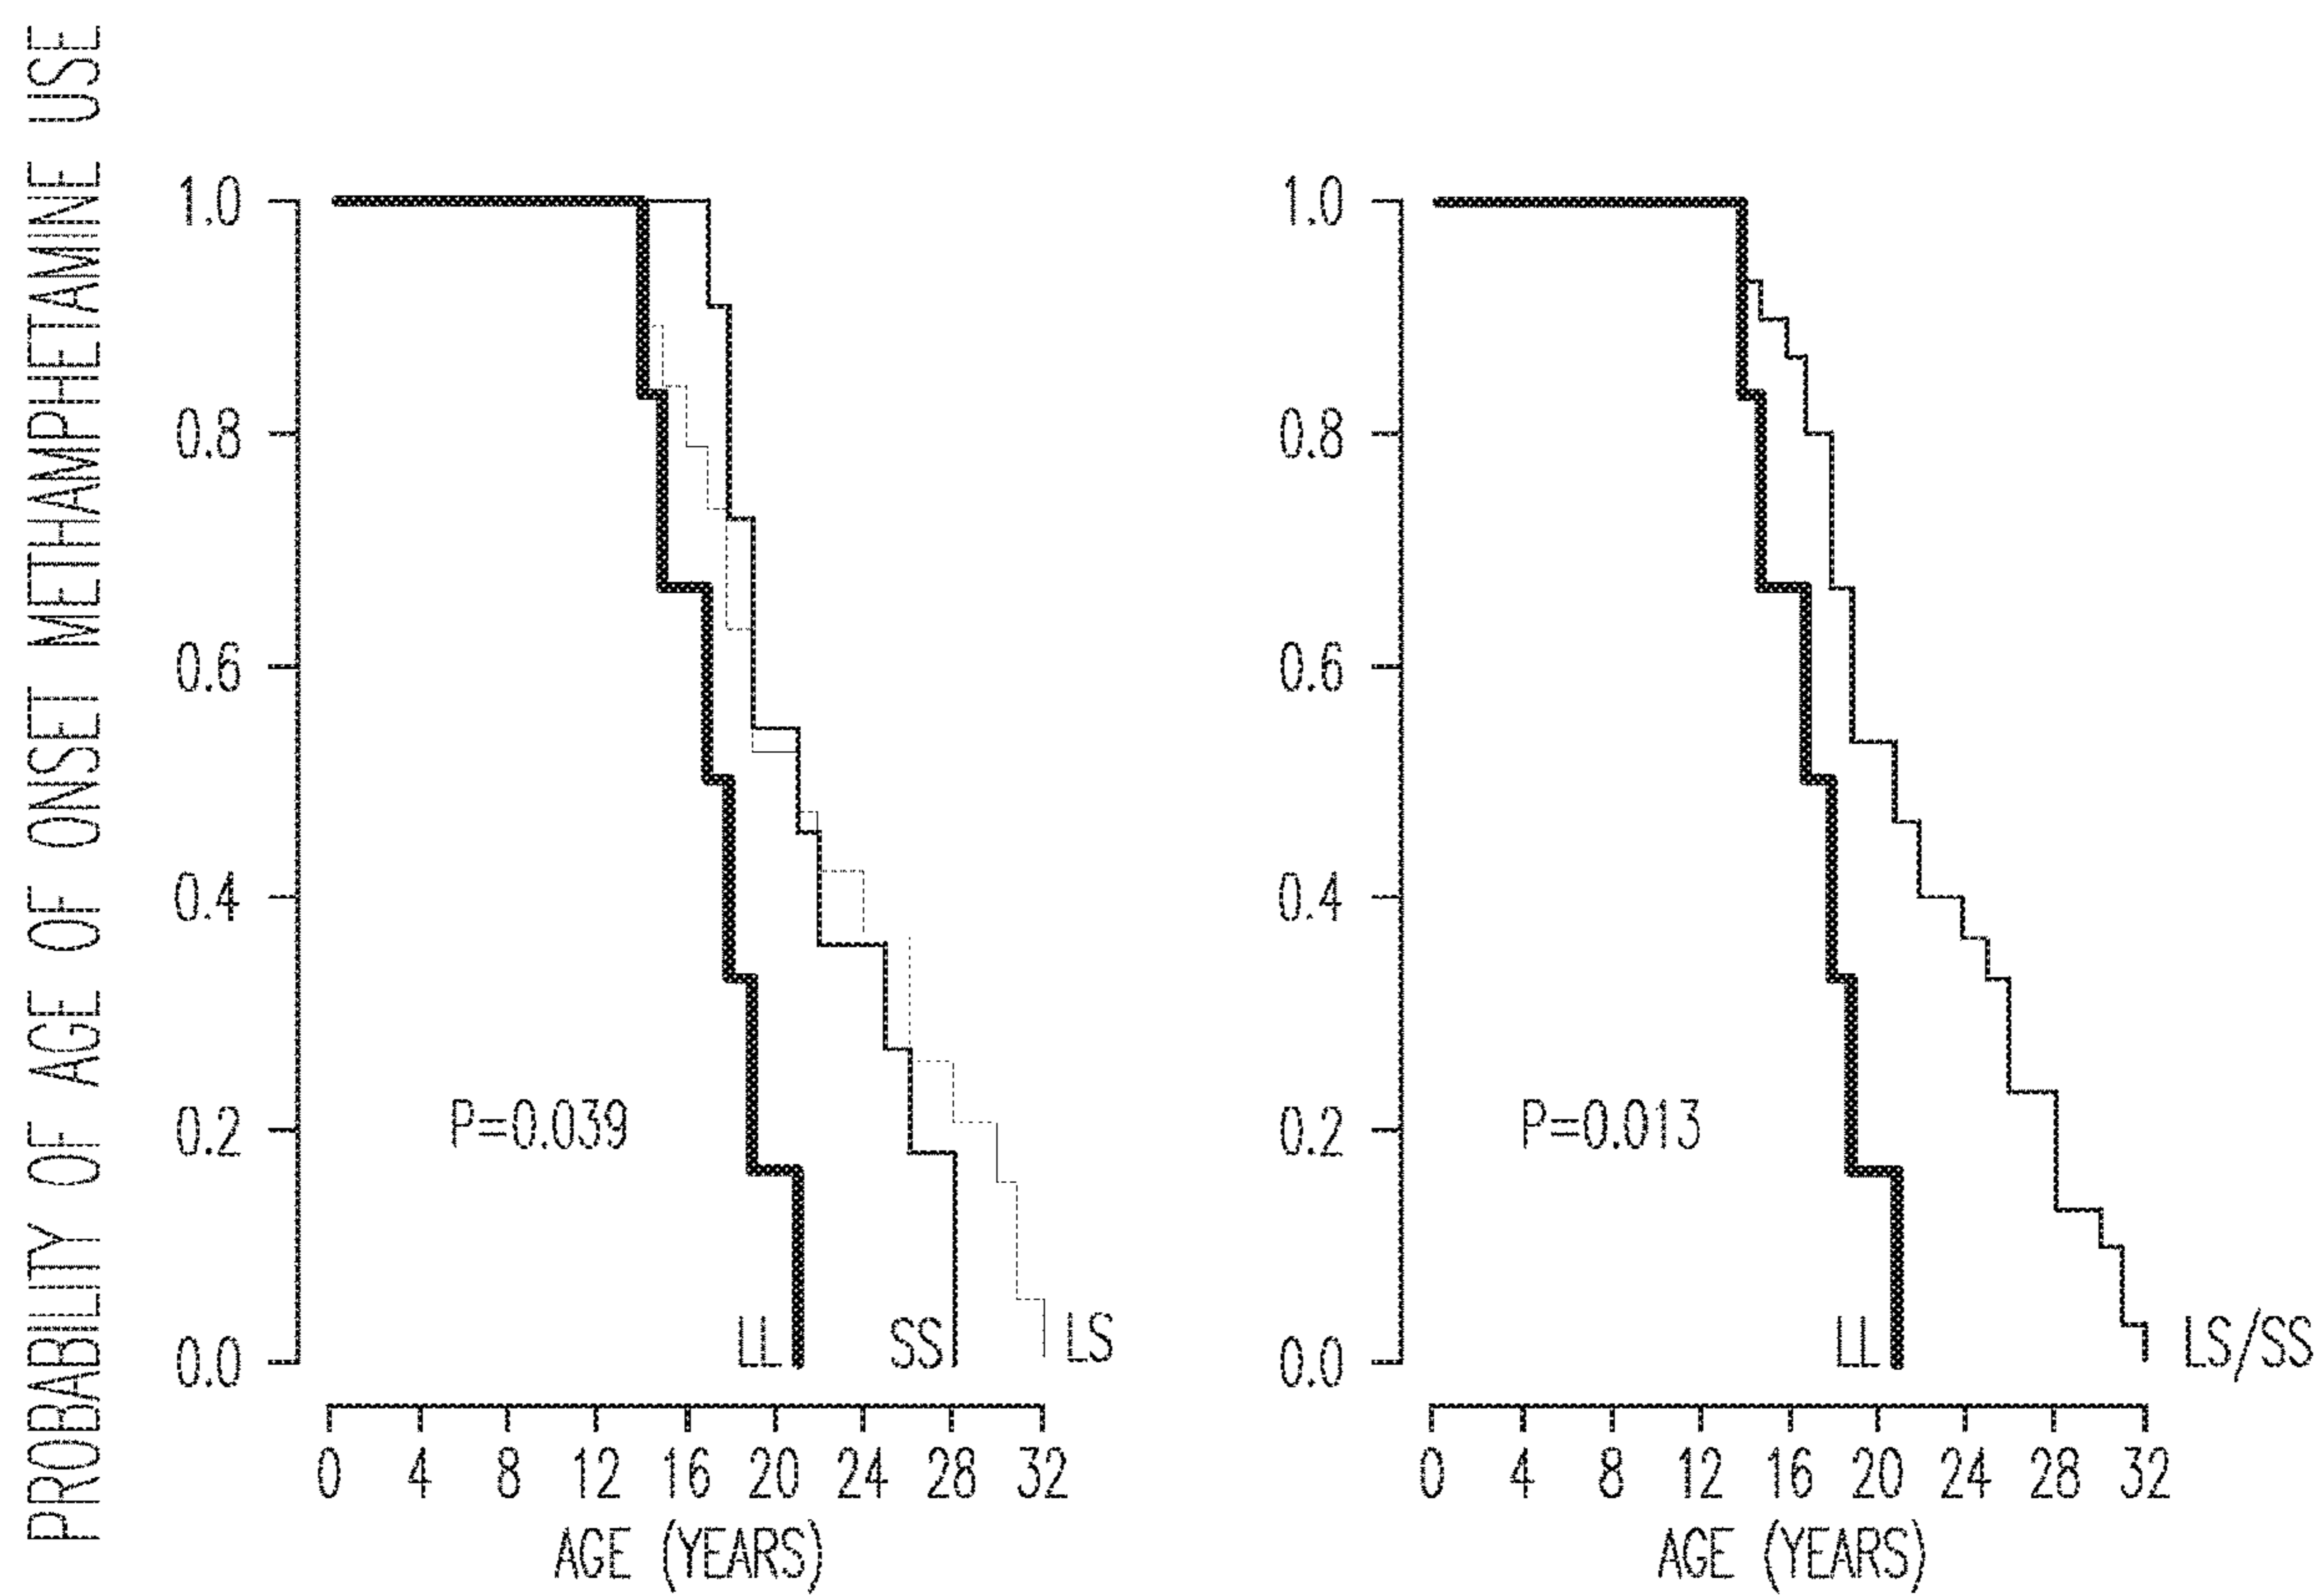 PROBABILITY OF AGE OF ONSET METHAMPHETAMINE USE
1.0
0.8
0.6
0.4
0.2
0.0
P=0.039
LL
SS
LS
0 4 8 12 16 20 24 28 32
AGE (YEARS)
1.0
0.8
0.6
0.4
0.2
0.0
P=0.013
LL
LS/SS
0 4 8 12 16 20 24 28 32
AGE (YEARS)